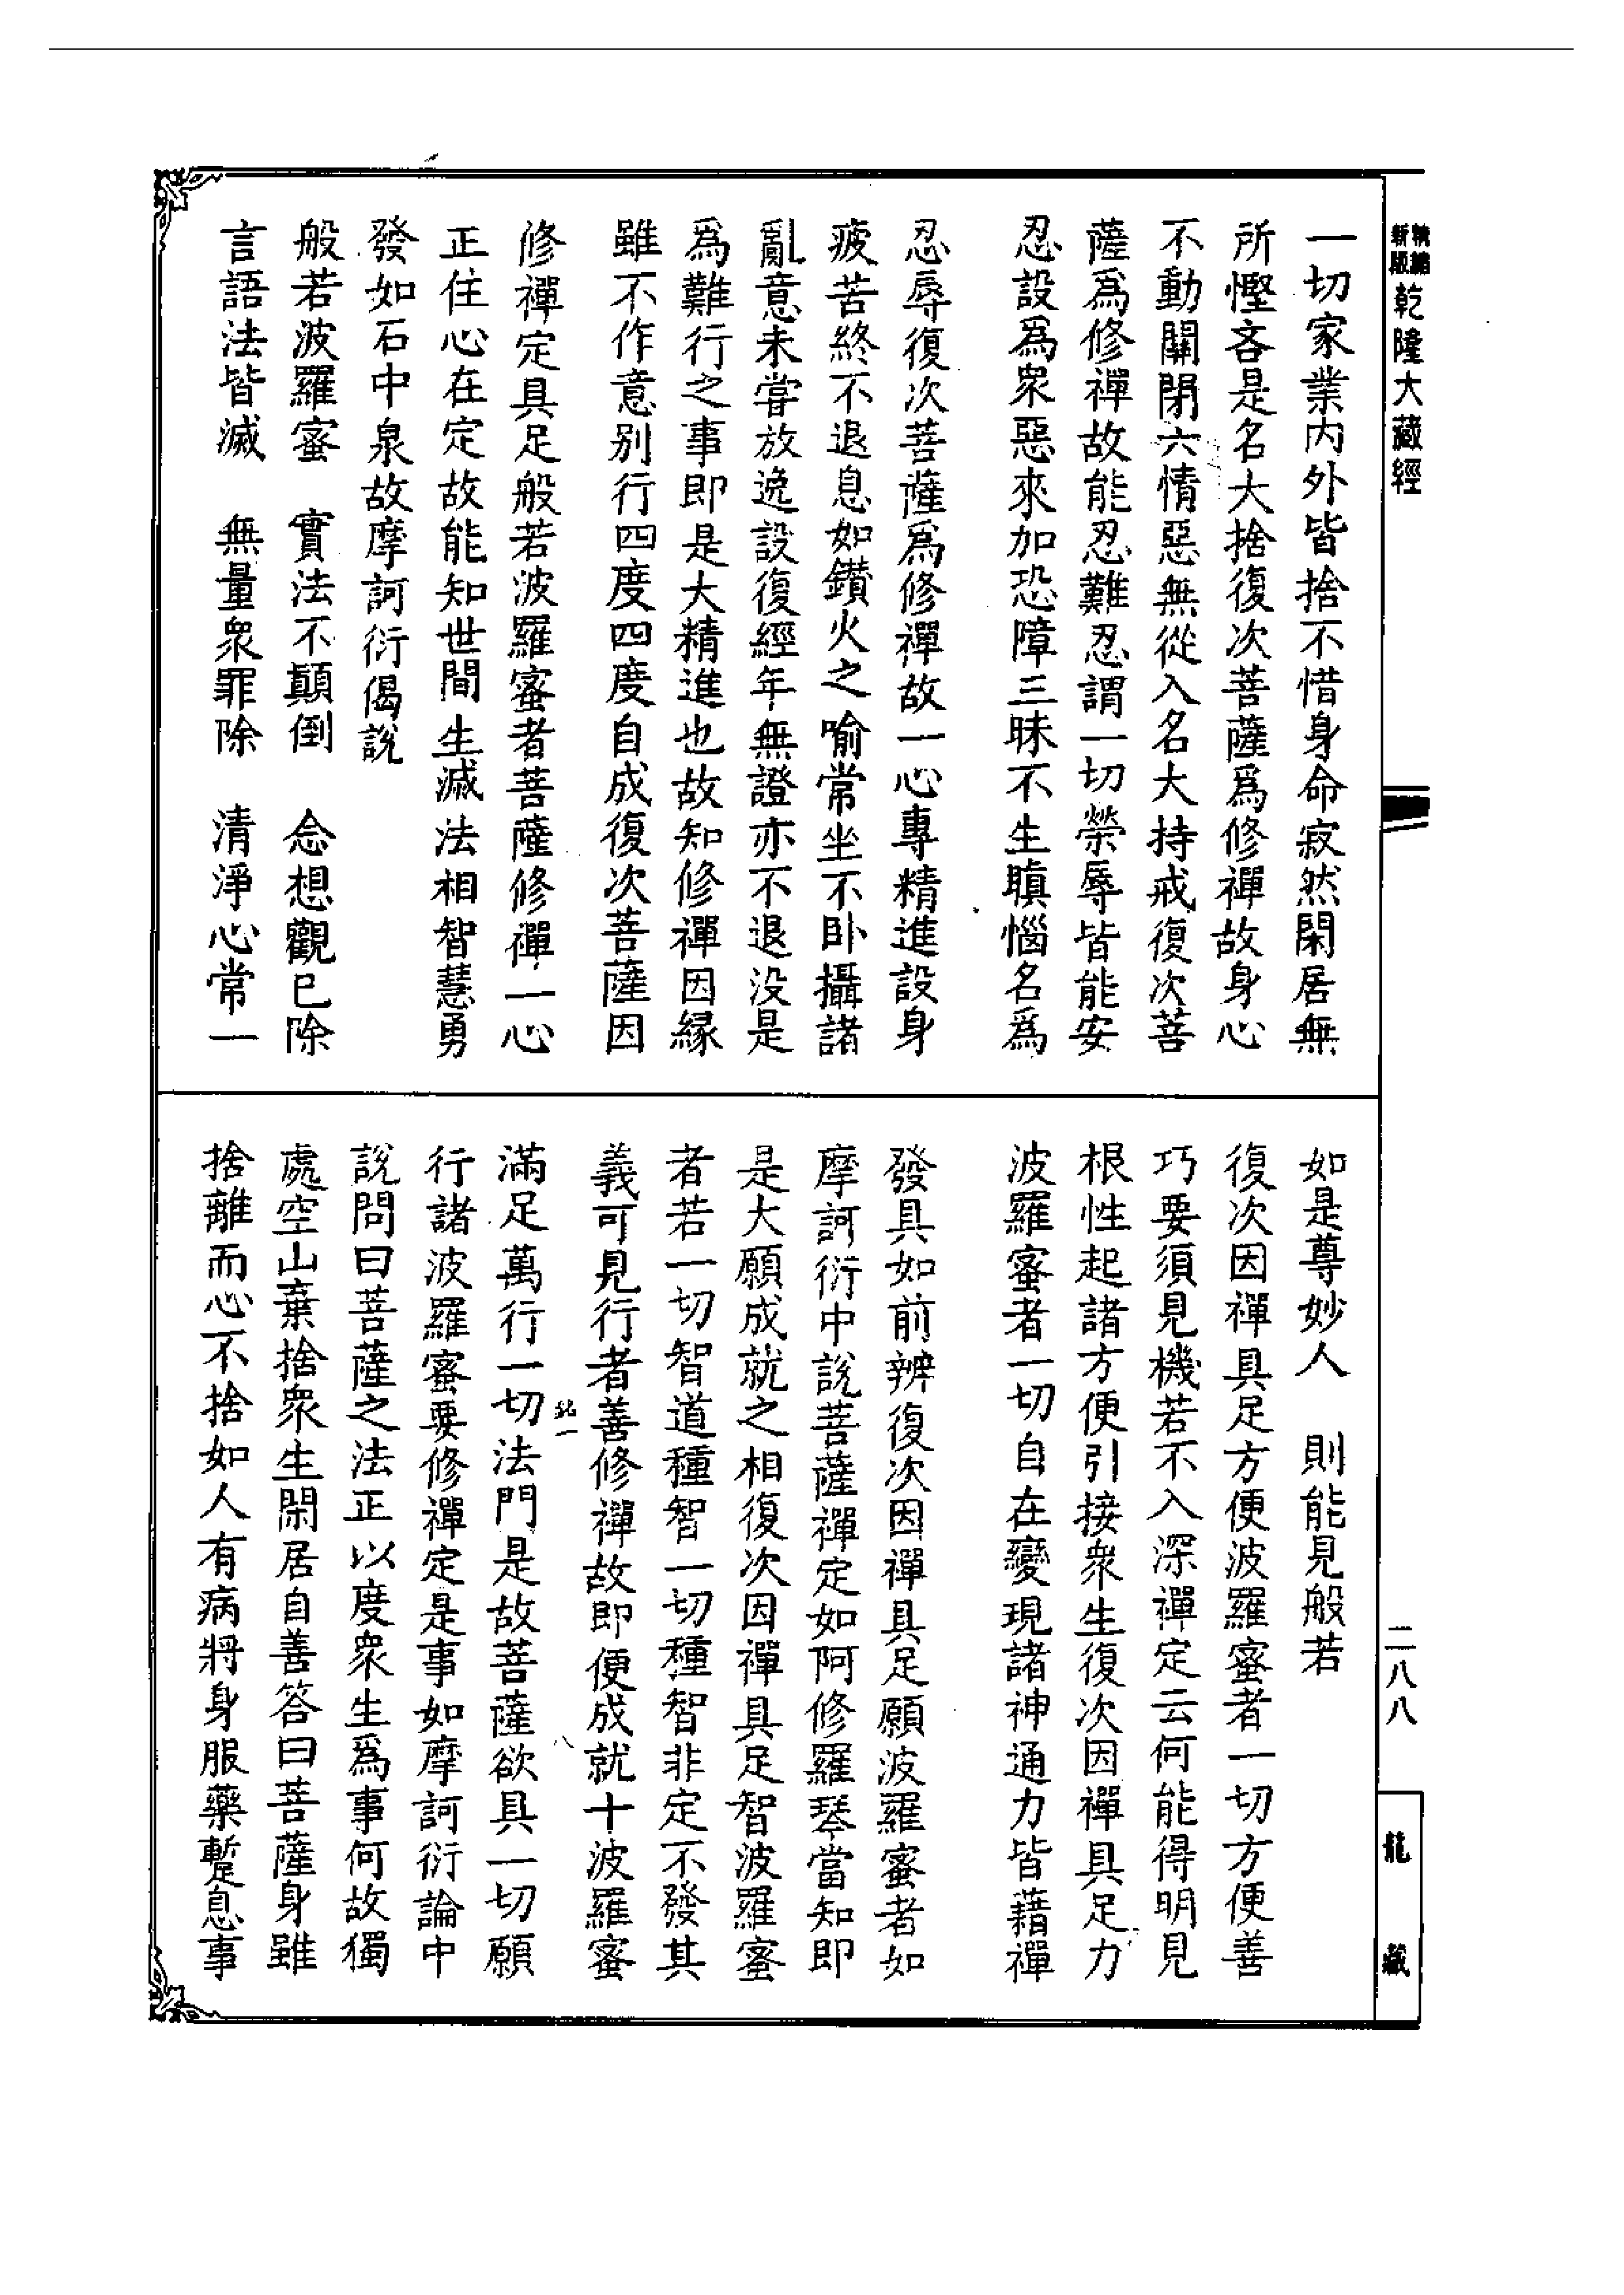 新版精縮乾隆大藏經
一切家業內外皆捨不惜身命寂然閑居無
所慳吝是名大捨復次菩薩爲修禪故身心
不動關閉六情惡無從入名大持戒復次菩
薩爲修禪故能忍難忍謂一切榮辱皆能安
忍設爲眾惡來加恐障三昧不生瞋惱名爲
忍辱復次菩薩爲修禪故一心專精進設身
疲苦終不退息如鑽火之喻常坐不臥攝諸
亂意未嘗放逸設復經年無證亦不退没是
爲難行之事即是大精進也故知修禪因緣
雖不作意别行四度四度自成復次菩薩因
修禪定具足般若波羅蜜者菩薩修禪一心
正住心在定故能知世間生滅法相智慧勇
發如石中泉故摩訶衍偈說
般若波羅蜜　實法不顛倒　念想觀已除
言語法皆滅　無量眾罪除　清淨心常一
如是尊妙人　則能見般若
復次因禪具足方便波羅蜜者一切方便善
巧要須見機若不入深禪定云何能得明見
根性起諸方便引接眾生復次因禪具足力
波羅蜜者一切自在變現諸神通力皆藉禪
發具如前辨復次因禪具足願波羅蜜者如
摩訶衍中說菩薩禪定如阿修羅琴當知即
是大願成就之相復次因禪具足智波羅蜜
者若一切智道種智一切種智非定不發其
義可見行者善修禪故即便成就十波羅蜜
滿足萬行一切法門是故菩薩欲具一切願
行諸波羅蜜要修禪定是事如摩訶衍論中
說問曰菩薩之法正以度眾生爲事何故獨
處空山棄捨眾生閑居自善答曰菩薩身雖
捨離而心不捨如人有病將身服藥暫息事
二八八
龍藏